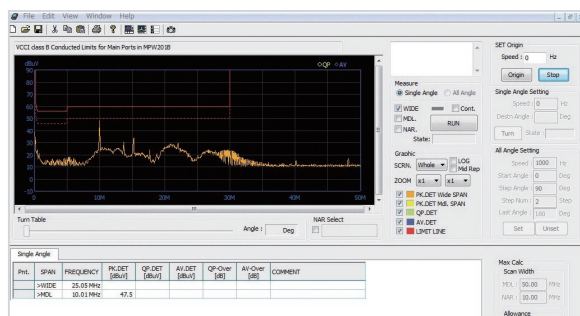 File Edit View Window Help
VCCI class B Conducted Limits for Main Ports in MPW201B
dBuV
○QP ○AV
90
80
70
60
50
40
30
20
10
0
-10
0 10M 20M 30M 40M 50M
Turn Table
Angle : Deg
NAR Select
Measure
Single Angle All Angle
WIDE Cont.
MDL. RUN
NAR.
State:
Graphic
SCRN. Whole LOG
Mid Rep
ZOOM x1 x1
PK.DET Wide SPAN
PK.DET Mdl. SPAN
QP.DET
AV.DET
LIMIT LINE
SET Origin
Speed : 0 Hz
Origin Stop
Single Angle Setting
Speed : 0 Hz
Destn Angle : Deg
Turn State :
All Angle Setting
Speed : 1000 Hz
Start Angle : 0 Deg
Step Angle : 90 Deg
Step Num : 2 Step
Last Angle : 180 Deg
Set Unset
Single Angle
Pnt. SPAN FREQUENCY PK.DET [dBuV] QP.DET [dBuV] AV.DET [dBuV] QP-Over [dB] AV-Over [dB] COMMENT
>WIDE 25.05 MHz
>MDL 10.01 MHz 47.5
Max Calc
Scan Width
MDL : 50.00 MHz
NAR : 10.00 MHz
Allowance